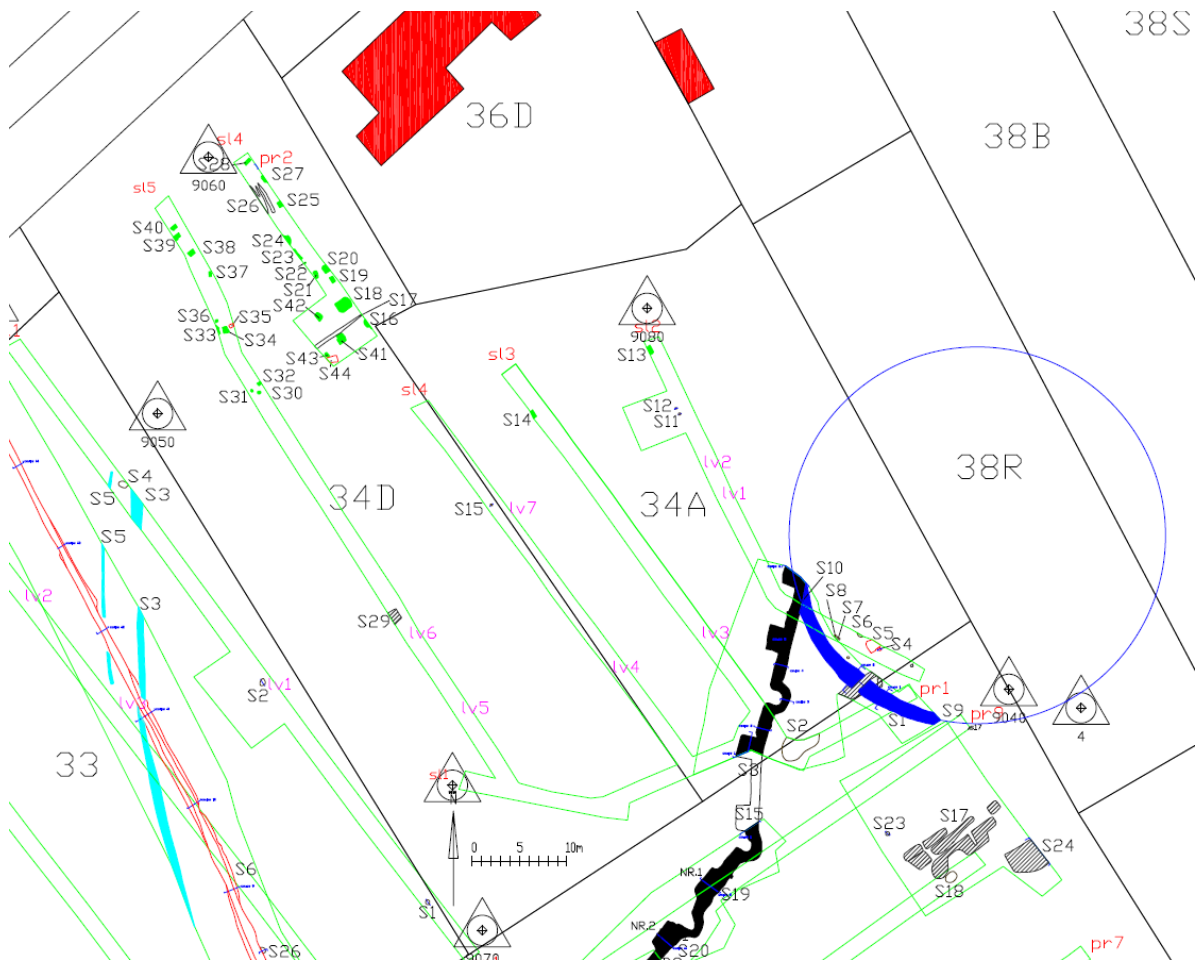 38S
36D
38B
sl4
pr2
S28
S27
9060
sl5
S26
S25
S40
S39
S38
S24
S23
S37
S22
S20
S19
S21
S18
S17
S42
S16
S36
S35
S33
S34
S41
S43
S44
sl2
9080
S13
sl3
S32
S31
S30
sl4
S14
S12
S11
9050
lv2
lv1
38R
S4
S5
S3
34D
34A
S15
lv7
S5
S3
lv2
S10
S8
S7
S6
S5
S4
S29
lv6
lv3
lv4
S2
lv1
pr1
lv5
S1
S9
9040
4
S2
33
sl1
N
S15
0 5 10m
S17
S23
S24
S6
NR.1
S18
S19
S1
NR.2
S26
9070
S20
pr7